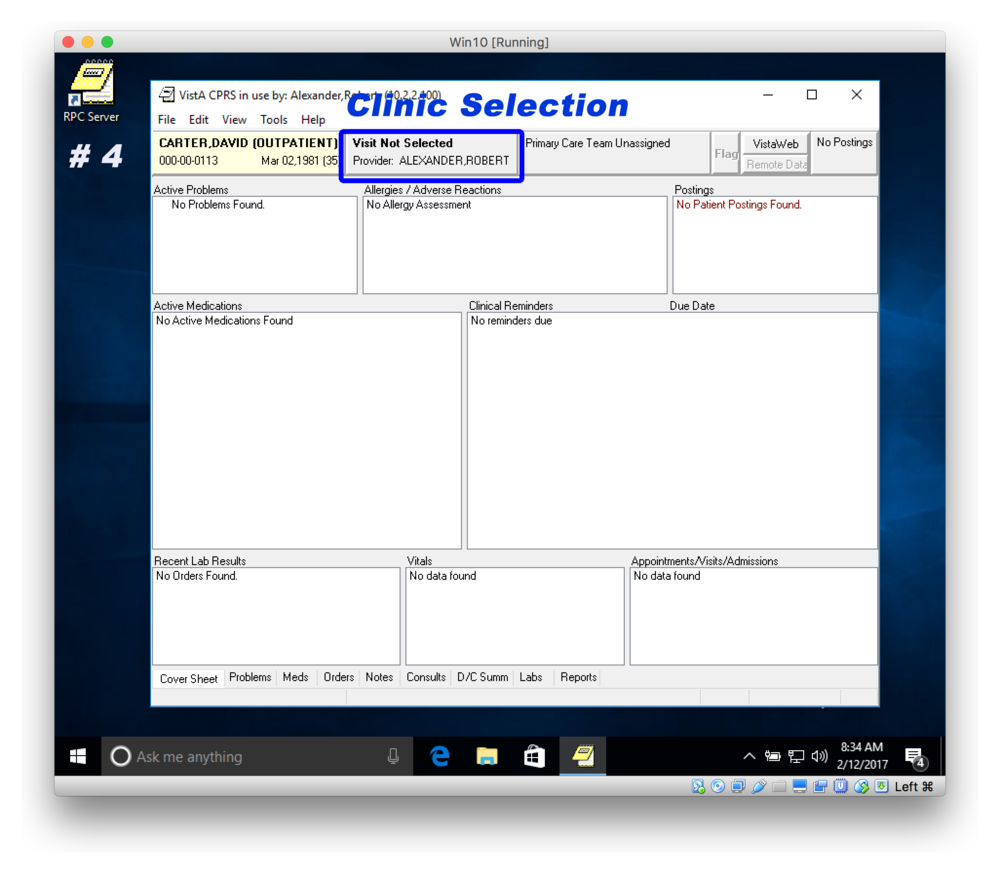 Win10 [Running]
RPC Server
# 4
VistA CPRS in use by: Alexander,Robert (10.2.2.100)
Clinic Selection
File Edit View Tools Help
CARTER,DAVID (OUTPATIENT)
000-00-0113 Mar 02,1981 (35
Visit Not Selected
Provider: ALEXANDER,ROBERT
Primary Care Team Unassigned
Flag
VistaWeb
Remote Data
No Postings
Active Problems
No Problems Found.
Allergies / Adverse Reactions
No Allergy Assessment
Postings
No Patient Postings Found.
Active Medications
No Active Medications Found
Clinical Reminders Due Date
No reminders due
Recent Lab Results
No Orders Found.
Vitals
No data found
Appointments/Visits/Admissions
No data found
Cover Sheet Problems Meds Orders Notes Consults D/C Summ Labs Reports
Ask me anything
8:34 AM
2/12/2017
4
Left ⌘